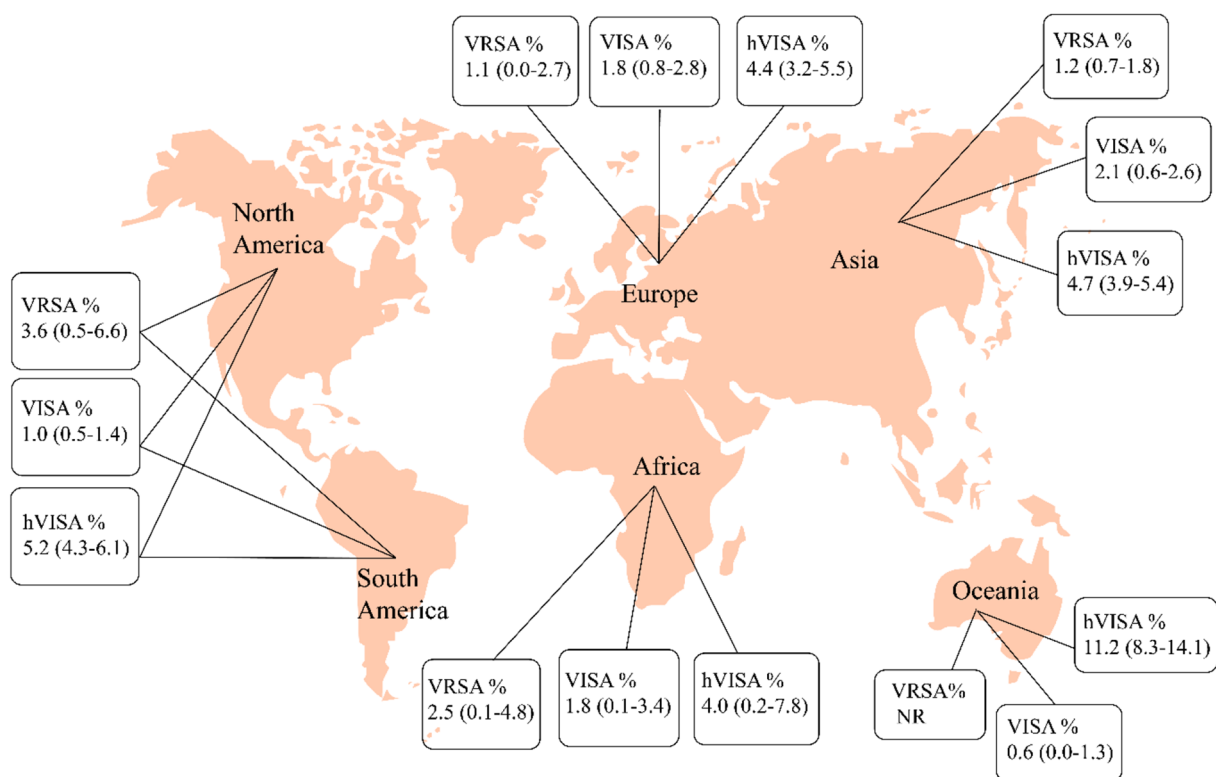 VRSA %
1.1 (0.0-2.7)
VISA %
1.8 (0.8-2.8)
hVISA %
4.4 (3.2-5.5)
VRSA %
1.2 (0.7-1.8)
VISA %
2.1 (0.6-2.6)
hVISA %
4.7 (3.9-5.4)
North
America
Europe
Asia
VRSA %
3.6 (0.5-6.6)
VISA %
1.0 (0.5-1.4)
hVISA %
5.2 (4.3-6.1)
Africa
South
America
Oceania
VRSA %
2.5 (0.1-4.8)
VISA %
1.8 (0.1-3.4)
hVISA %
4.0 (0.2-7.8)
hVISA %
11.2 (8.3-14.1)
VRSA%
NR
VISA %
0.6 (0.0-1.3)